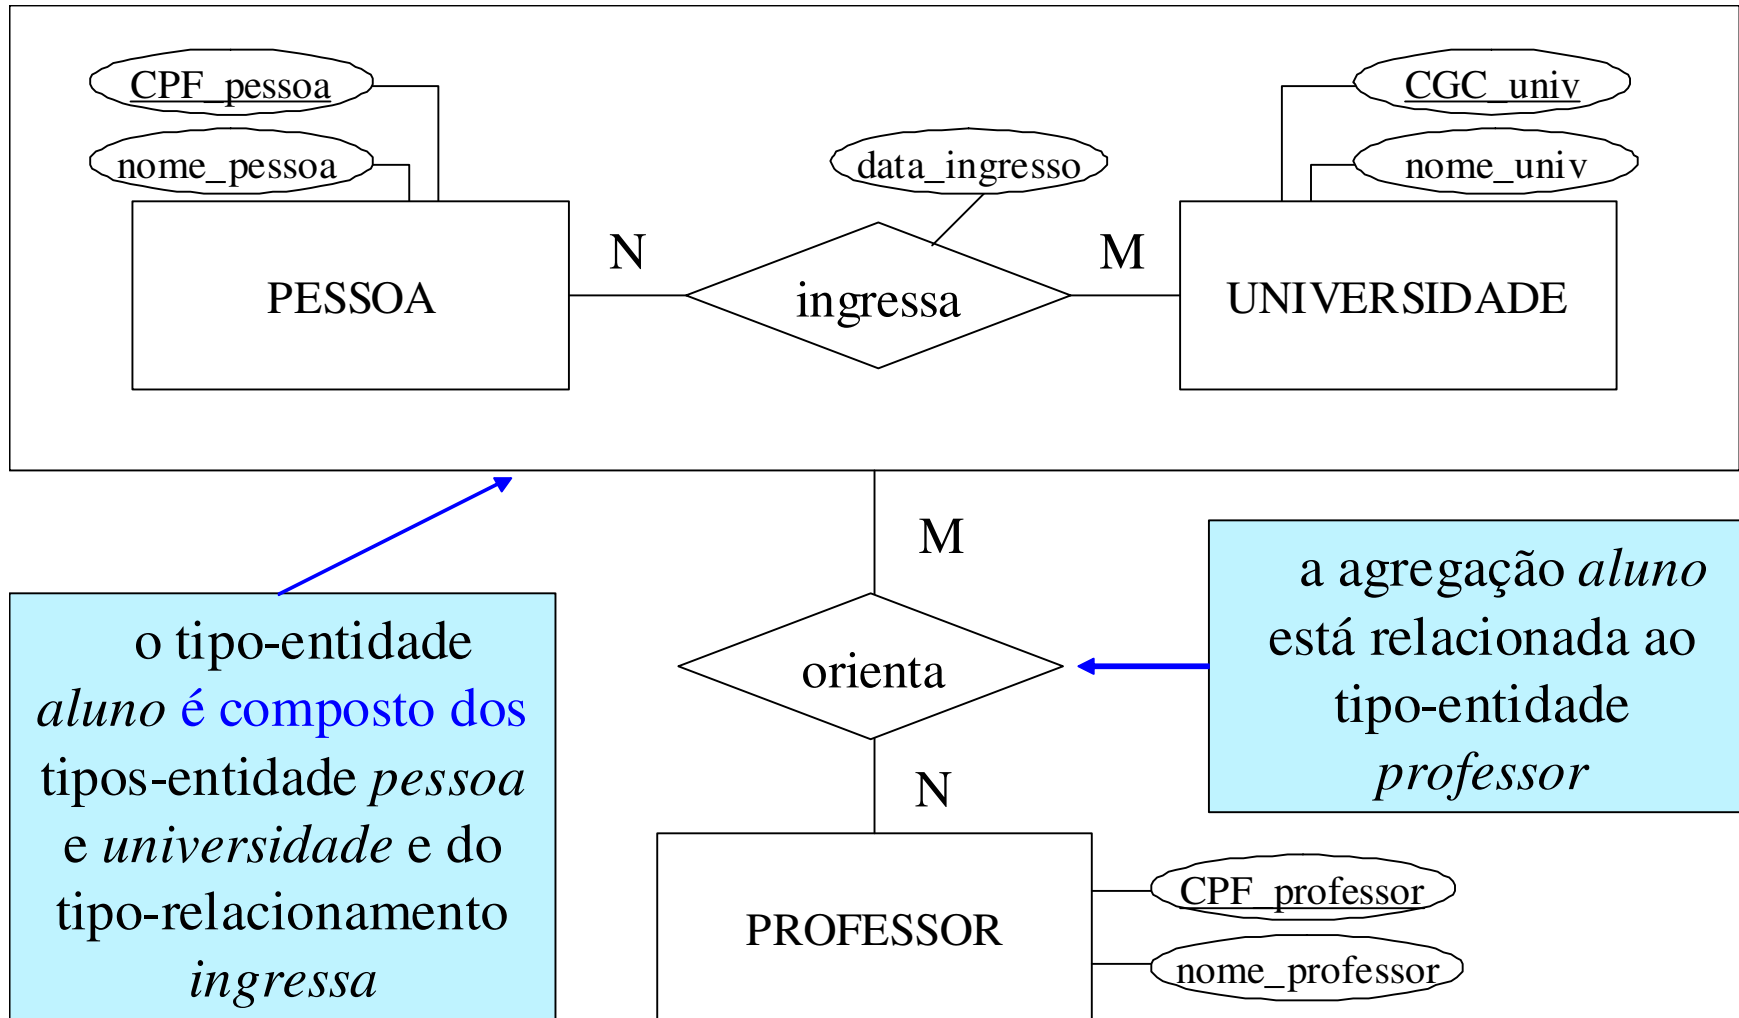 CPF_pessoa
CGC_univ
nome_pessoa
data_ingresso
nome_univ
PESSOA
N
ingressa
M
UNIVERSIDADE
M
o tipo-entidade
aluno é composto dos
tipos-entidade pessoa
e universidade e do
tipo-relacionamento
ingressa
orienta
a agregação aluno
está relacionada ao
tipo-entidade
professor
N
PROFESSOR
CPF_professor
nome_professor